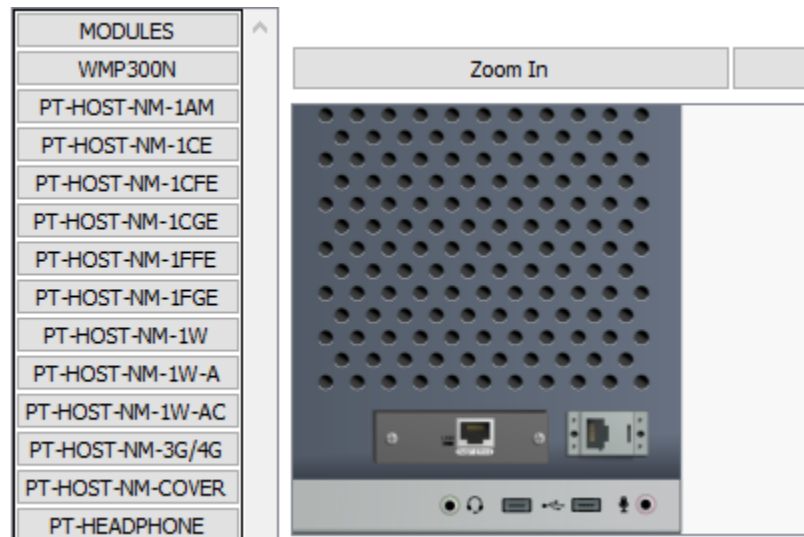 MODULES
WMP300N
PT-HOST-NM-1AM
PT-HOST-NM-1CE
PT-HOST-NM-1CFE
PT-HOST-NM-1CGE
PT-HOST-NM-1FFE
PT-HOST-NM-1FGE
PT-HOST-NM-1W
PT-HOST-NM-1W-A
PT-HOST-NM-1W-AC
PT-HOST-NM-3G/4G
PT-HOST-NM-COVER
PT-HEADPHONE
Zoom In